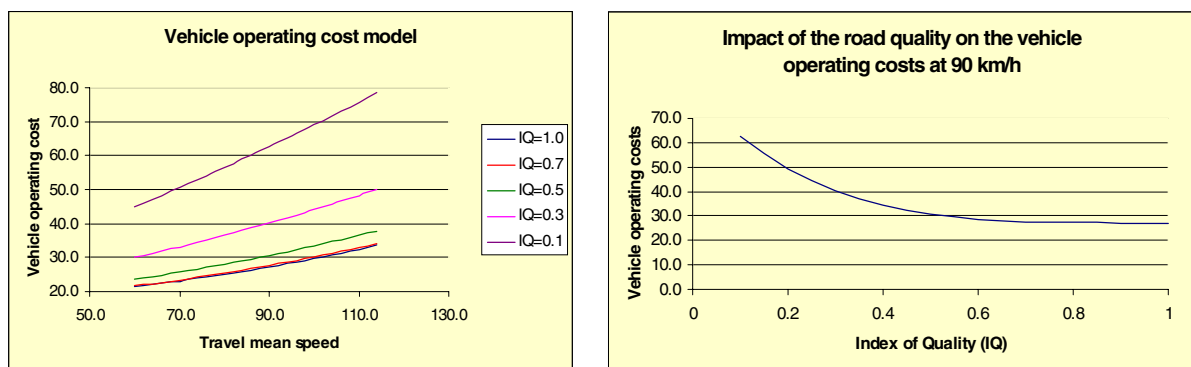 Vehicle operating cost model
80.0
70.0
60.0
50.0
40.0
30.0
20.0
Vehicle operating cost
50.0 70.0 90.0 110.0 130.0
Travel mean speed
IQ=1.0
IQ=0.7
IQ=0.5
IQ=0.3
IQ=0.1
Impact of the road quality on the vehicle
operating costs at 90 km/h
70.0
60.0
50.0
40.0
30.0
20.0
10.0
0.0
Vehicle operating costs
0 0.2 0.4 0.6 0.8 1
Index of Quality (IQ)